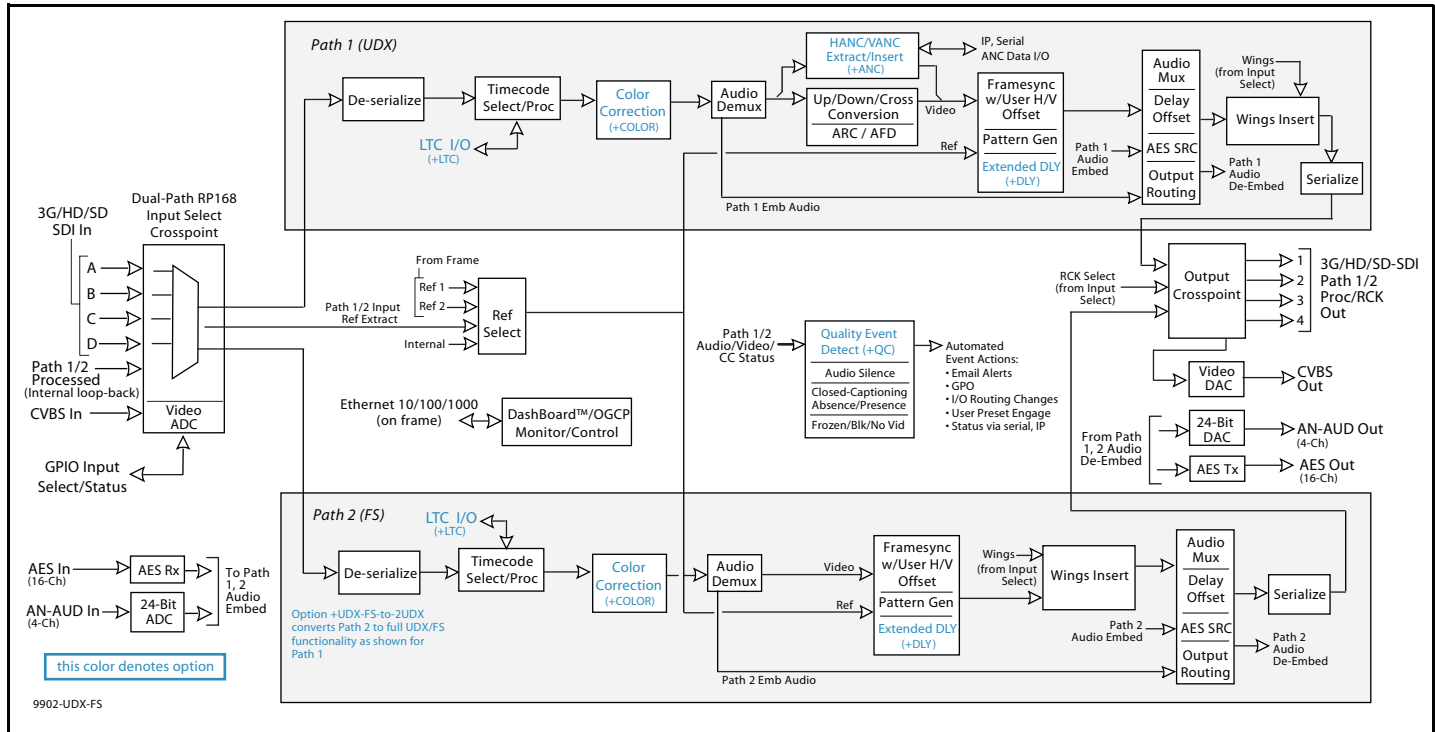 Path 1 (UDX)
De-serialize
Timecode
Select/Proc
LTC I/O
(+LTC)
Color
Correction
(+COLOR)
Audio
Demux
HANC/VANC
Extract/Insert
(+ANC)
IP, Serial
ANC Data I/O
Up/Down/Cross
Conversion
ARC / AFD
Video
Ref
Framesync
w/User H/V
Offset
Pattern Gen
Extended DLY
(+DLY)
Path 1 Emb Audio
Path 1
Audio
Embed
Audio
Mux
Delay
Offset
AES SRC
Output
Routing
Wings
(from Input
Select)
Wings Insert
Path 1
Audio
De-Embed
Serialize
Dual-Path RP168
Input Select
Crosspoint
3G/HD/SD
SDI In
A
B
C
D
Path 1/2
Processed
(Internal loop-back)
CVBS In
Video
ADC
GPIO Input
Select/Status
From Frame
Ref 1
Ref 2
Path 1/2 Input
Ref Extract
Internal
Ref
Select
Ethernet 10/100/1000
(on frame)
DashBoard™/OGCP
Monitor/Control
Path 1/2
Audio/Video/
CC Status
Quality Event
Detect (+QC)
Audio Silence
Closed-Captioning
Absence/Presence
Frozen/Blk/No Vid
Automated
Event Actions:
• Email Alerts
• GPO
• I/O Routing Changes
• User Preset Engage
• Status via serial, IP
RCK Select
(from Input
Select)
Output
Crosspoint
1
2
3
4
3G/HD/SD-SDI
Path 1/2
Proc/RCK
Out
Video
DAC
CVBS
Out
From Path
1, 2 Audio
De-Embed
24-Bit
DAC
AN-AUD Out
(4-Ch)
AES Tx
AES Out
(16-Ch)
AES In
(16-Ch)
AES Rx
AN-AUD In
(4-Ch)
24-Bit
ADC
To Path
1, 2
Audio
Embed
this color denotes option
9902-UDX-FS
Path 2 (FS)
LTC I/O
(+LTC)
De-serialize
Timecode
Select/Proc
Color
Correction
(+COLOR)
Audio
Demux
Video
Ref
Framesync
w/User H/V
Offset
Pattern Gen
Extended DLY
(+DLY)
Wings
(from Input
Select)
Wings Insert
Path 2
Audio Embed
Audio
Mux
Delay
Offset
AES SRC
Output
Routing
Serialize
Path 2
Audio
De-Embed
Path 2 Emb Audio
Option +UDX-FS-to-2UDX
converts Path 2 to full UDX/FS
functionality as shown for
Path 1